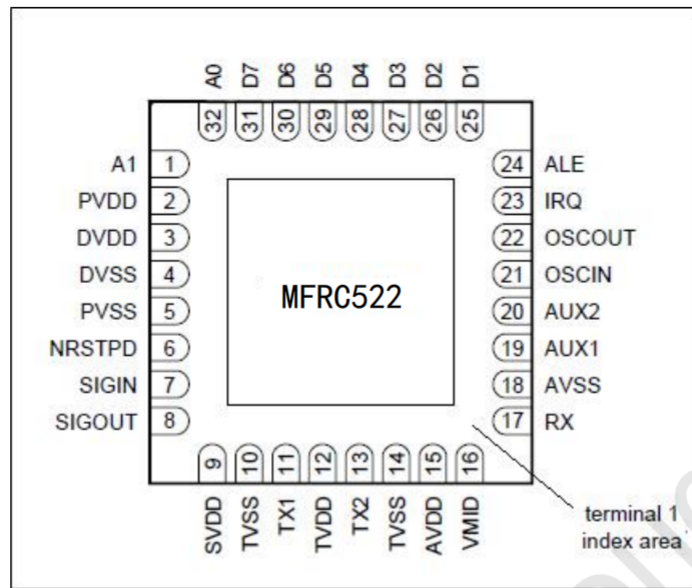 A0 D7 D6 D5 D4 D3 D2 D1
32 31 30 29 28 27 26 25
A1 1 24 ALE
PVDD 2 23 IRQ
DVDD 3 22 OSCOUT
DVSS 4 21 OSCIN
MFRC522
PVSS 5 20 AUX2
NRSTPD 6 19 AUX1
SIGIN 7 18 AVSS
SIGOUT 8 17 RX
9 10 11 12 13 14 15 16
SVDD TVSS TX1 TVDD TX2 TVSS AVDD VMID
terminal 1
index area